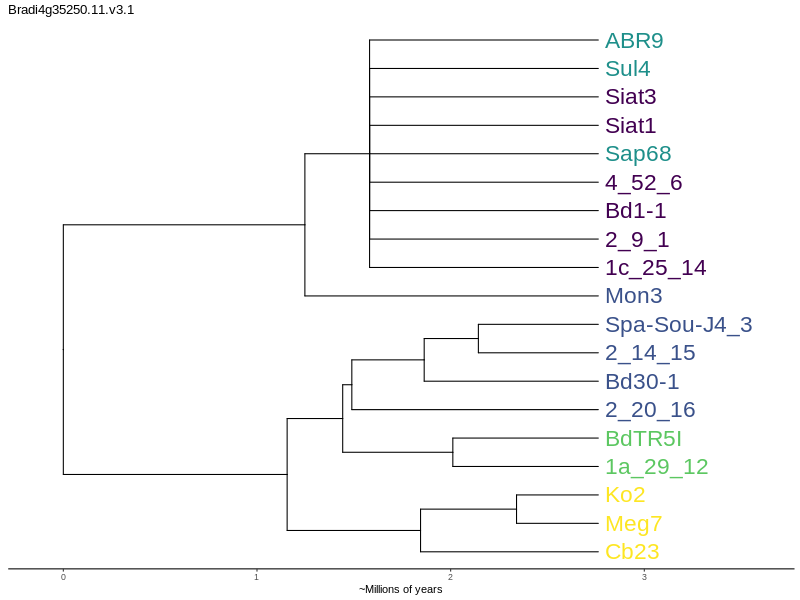 Bradi4g35250.11.v3.1
ABR9
Sul4
Siat3
Siat1
Sap68
4_52_6
Bd1-1
2_9_1
1c_25_14
Mon3
Spa-Sou-J4_3
2_14_15
Bd30-1
2_20_16
BdTR5I
1a_29_12
Ko2
Meg7
Cb23
0 1 2 3
~Millions of years